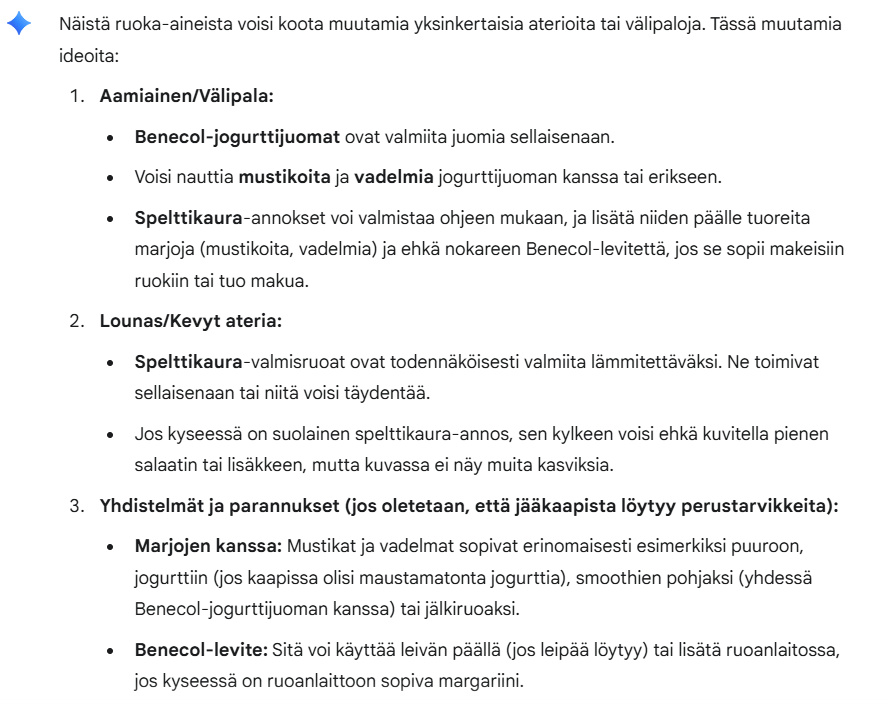 Näistä ruoka-aineista voisi koota muutamia yksinkertaisia aterioita tai välipaloja. Tässä muutamia
ideoita:
1. Aamiainen/Välipala:
• Benecol-jogurttijuomat ovat valmiita juomia sellaisenaan.
• Voisi nauttia mustikoita ja vadelmia jogurttijuoman kanssa tai erikseen.
• Spelttikaura-annokset voi valmistaa ohjeen mukaan, ja lisätä niiden päälle tuoreita
marjoja (mustikoita, vadelmia) ja ehkä nokareen Benecol-levitettä, jos se sopii makeisiin
ruokiin tai tuo makua.
2. Lounas/Kevyt ateria:
• Spelttikaura-valmisruoat ovat todennäköisesti valmiita lämmitettäväksi. Ne toimivat
sellaisenaan tai niitä voisi täydentää.
• Jos kyseessä on suolainen spelttikaura-annos, sen kylkeen voisi ehkä kuvitella pienen
salaatin tai lisäkkeen, mutta kuvassa ei näy muita kasviksia.
3. Yhdistelmät ja parannukset (jos oletetaan, että jääkaapista löytyy perustarvikkeita):
• Marjojen kanssa: Mustikat ja vadelmat sopivat erinomaisesti esimerkiksi puuroon,
jogurttiin (jos kaapissa olisi maustamatonta jogurttia), smoothien pohjaksi (yhdessä
Benecol-jogurttijuoman kanssa) tai jälkiruoaksi.
• Benecol-levite: Sitä voi käyttää leivän päällä (jos leipää löytyy) tai lisätä ruoanlaitossa,
jos kyseessä on ruoanlaittoon sopiva margariini.